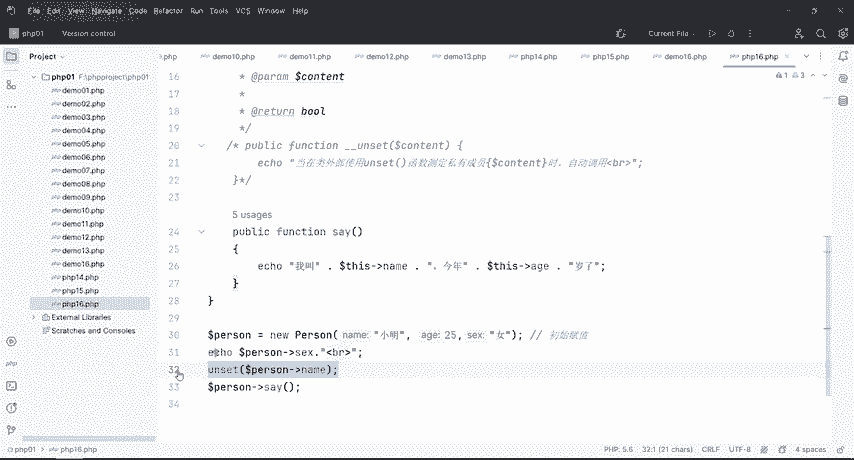 File Edit View Navigate Code Refactor Run Tools VCS Window Help
php01 Version control Current File
Project
.php demo10.php demo11.php demo12.php demo13.php php14.php php15.php demo16.php php16.php
php01 F:\phpproject\php01
demo01.php
demo02.php
demo03.php
demo04.php
demo05.php
demo06.php
demo07.php
demo08.php
demo09.php
demo10.php
demo11.php
demo12.php
demo13.php
demo16.php
php14.php
php15.php
php16.php
External Libraries
Scratches and Consoles
1 3
16 * @param $content
17 *
18 * @return bool
19 */
20 /* public function __unset($content) {
21 echo "当在类外部使用unset()函数测定私有成员{$content}时，自动调用<br>";
22 }*/
23
5 usages
24 public function say()
25 {
26 echo "我叫" . $this->name . "，今年" . $this->age . "岁了";
27 }
28 }
29
30 $person = new Person( name: "小明", age: 25, sex: "女"); // 初始赋值
31 echo $person->sex."<br>";
32 unset($person->name);
33 $person->say();
34
php01 > php16.php PHP: 5.6 32:1 (21 chars) CRLF UTF-8 4 spaces